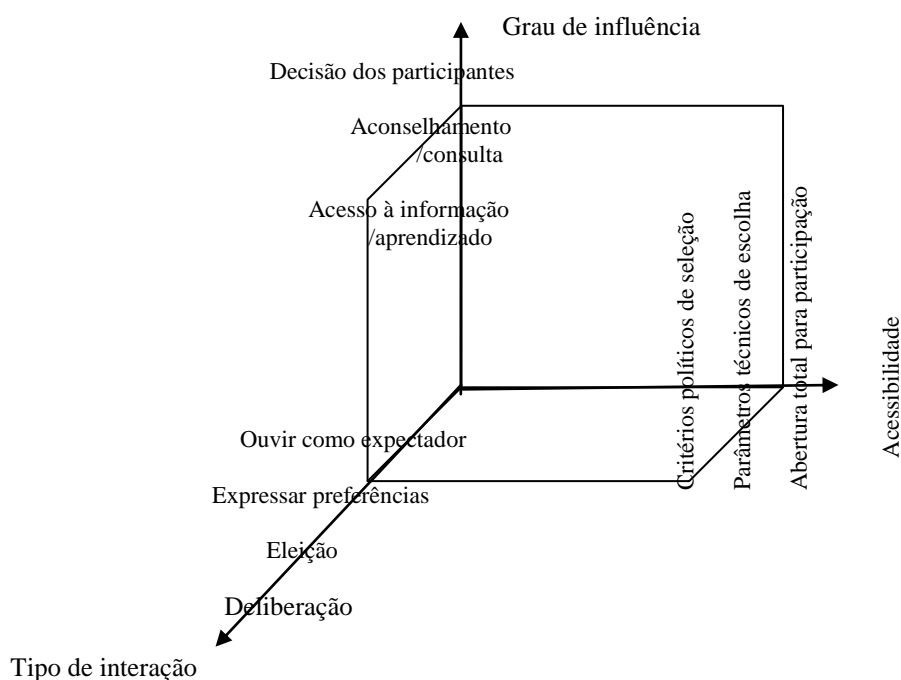 Grau de influência
Decisão dos participantes
Aconselhamento
/consulta
Acesso à informação
/aprendizado
Critérios políticos de seleção
Parâmetros técnicos de escolha
Abertura total para participação
Acessibilidade
Ouvir como expectador
Expressar preferências
Eleição
Deliberação
Tipo de interação